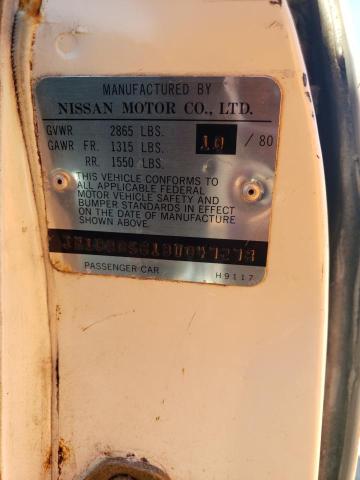 MANUFACTURED BY
NISSAN MOTOR CO., LTD.
GVWR 2865 LBS. 10 / 80
GAWR FR. 1315 LBS.
RR. 1550 LBS.
THIS VEHICLE CONFORMS TO
ALL APPLICABLE FEDERAL
MOTOR VEHICLE SAFETY AND
BUMPER STANDARDS IN EFFECT
ON THE DATE OF MANUFACTURE
SHOWN ABOVE.
PASSENGER CAR H9117